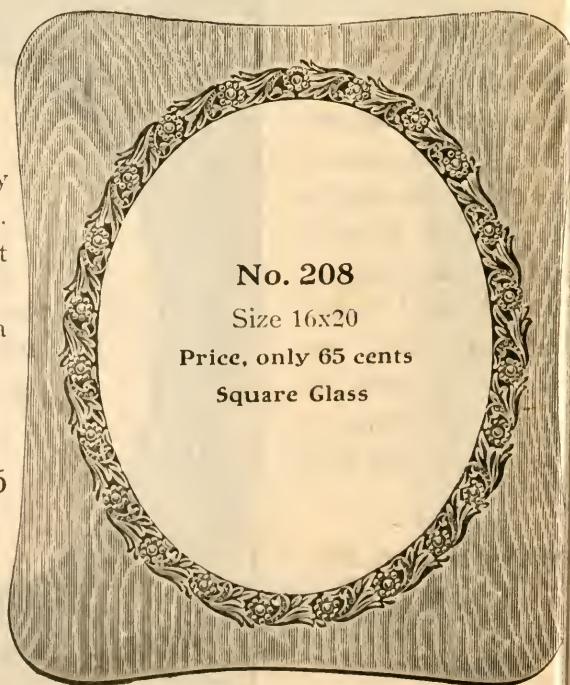 y
.
t
a
No. 208
Size 16x20
Price, only 65 cents
Square Glass